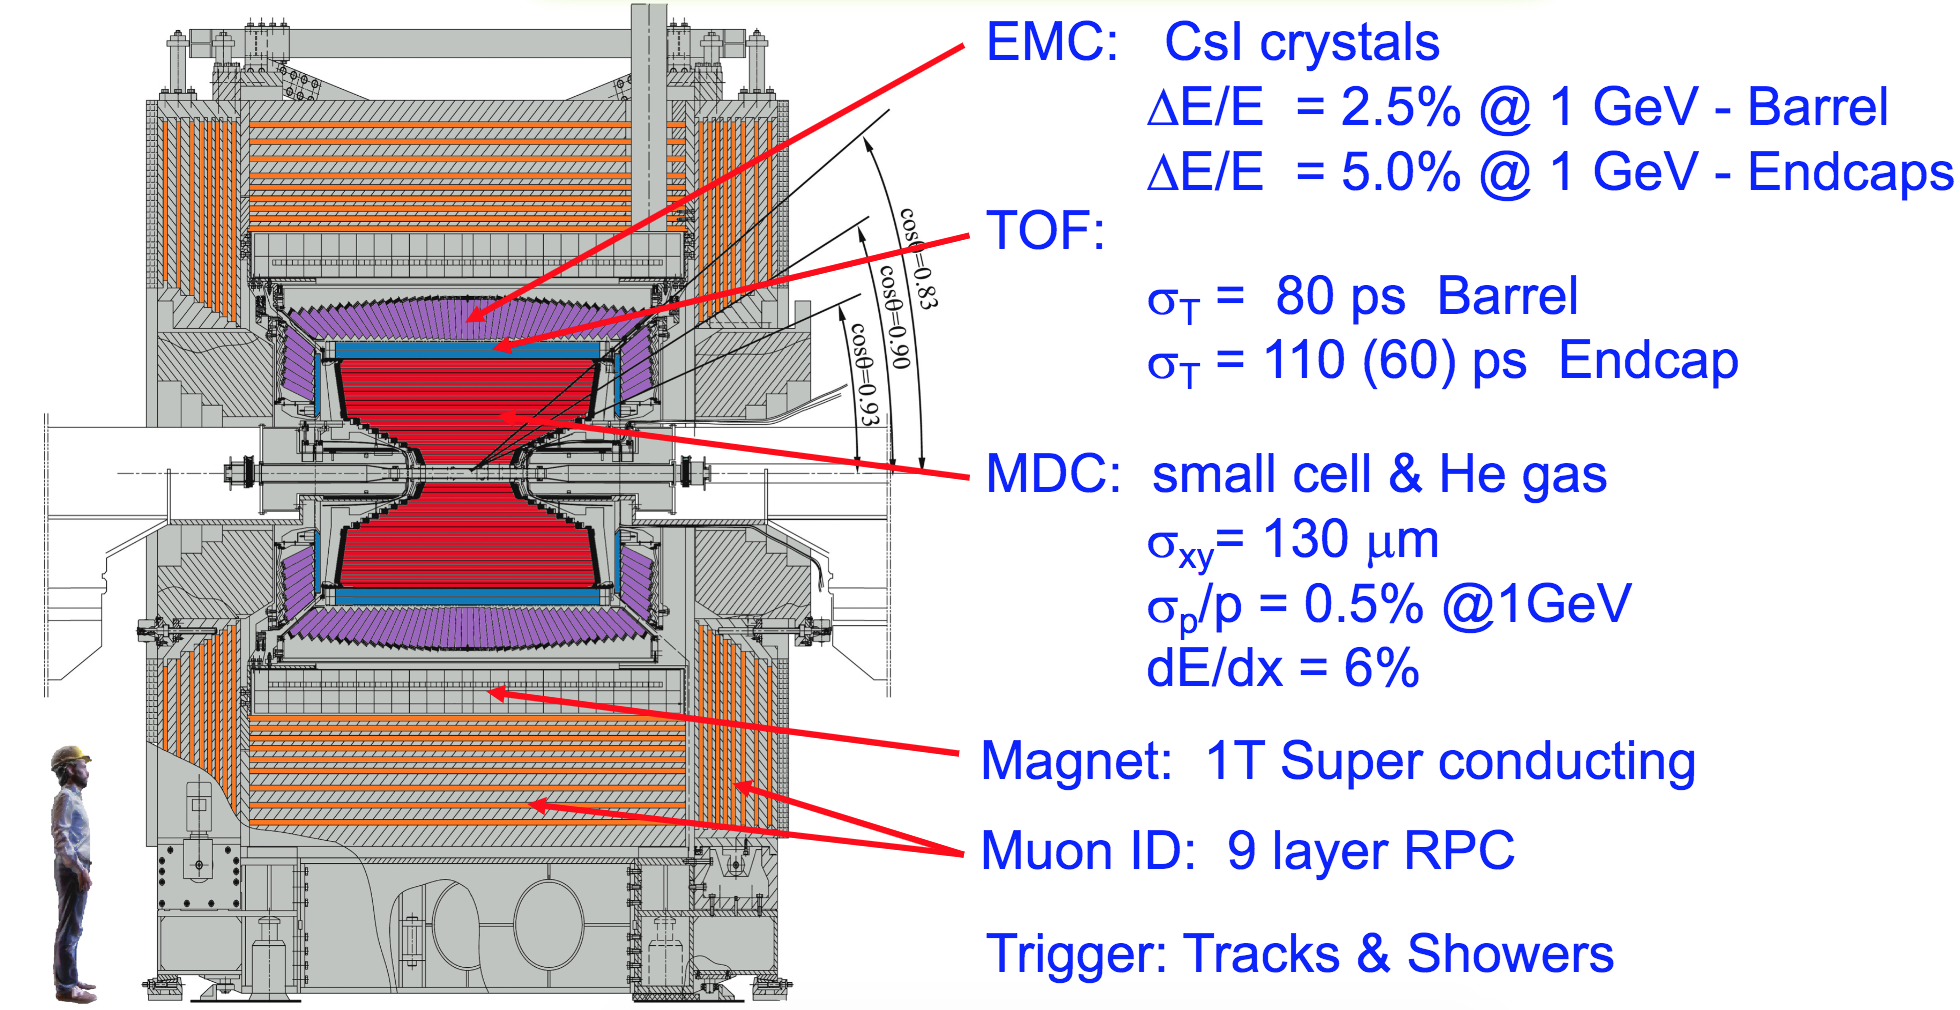 EMC: CsI crystals
ΔE/E = 2.5% @ 1 GeV - Barrel
ΔE/E = 5.0% @ 1 GeV - Endcaps
TOF:
σT = 80 ps Barrel
σT = 110 (60) ps Endcap
MDC: small cell & He gas
σxy= 130 μm
σp/p = 0.5% @1GeV
dE/dx = 6%
Magnet: 1T Super conducting
Muon ID: 9 layer RPC
Trigger: Tracks & Showers
cosθ=0.83
cosθ=0.90
cosθ=0.93